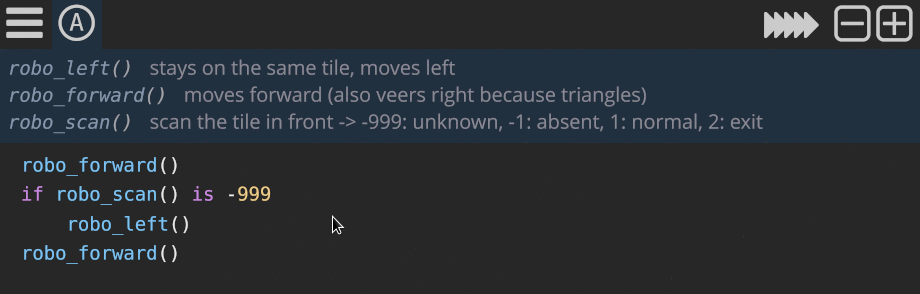 A
robo_left() stays on the same tile, moves left
robo_forward() moves forward (also veers right because triangles)
robo_scan() scan the tile in front -> -999: unknown, -1: absent, 1: normal, 2: exit
robo_forward()
if robo_scan() is -999
    robo_left()
robo_forward()